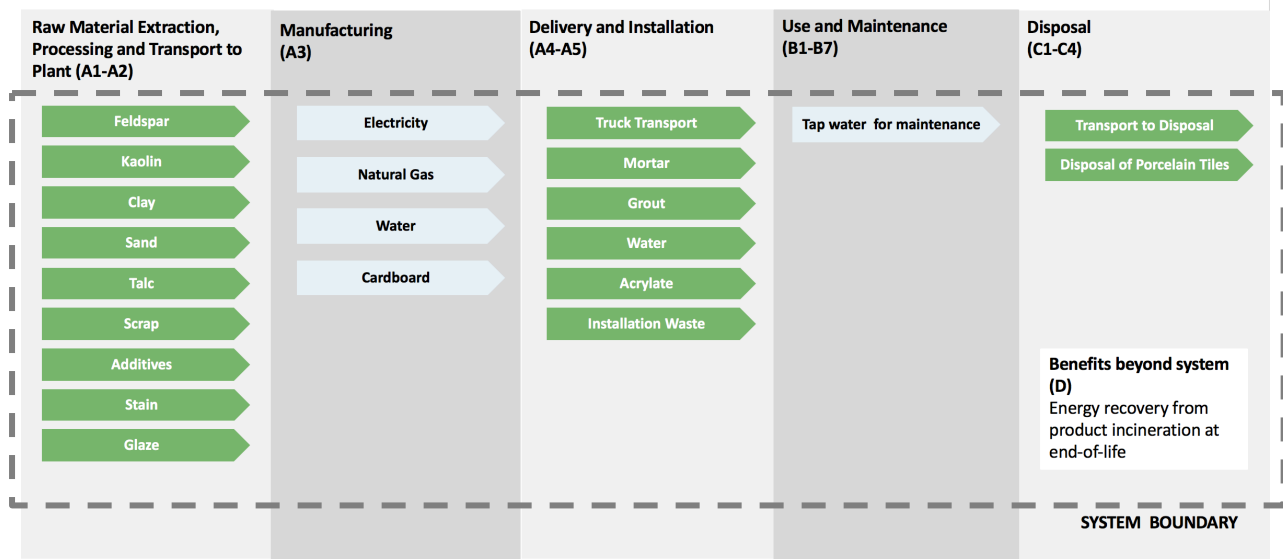 Raw Material Extraction,
Processing and Transport to
Plant (A1-A2)
Feldspar
Kaolin
Clay
Sand
Talc
Scrap
Additives
Stain
Glaze
Manufacturing
(A3)
Electricity
Natural Gas
Water
Cardboard
Delivery and Installation
(A4-A5)
Truck Transport
Mortar
Grout
Water
Acrylate
Installation Waste
Use and Maintenance
(B1-B7)
Tap water for maintenance
Disposal
(C1-C4)
Transport to Disposal
Disposal of Porcelain Tiles
Benefits beyond system
(D)
Energy recovery from
product incineration at
end-of-life
SYSTEM BOUNDARY